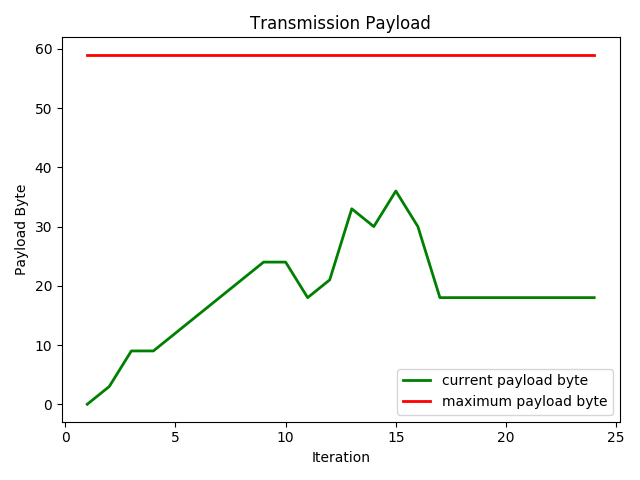 Transmission Payload
60
50
40
30
20
10
0
Payload Byte
current payload byte
maximum payload byte
0 5 10 15 20 25
Iteration